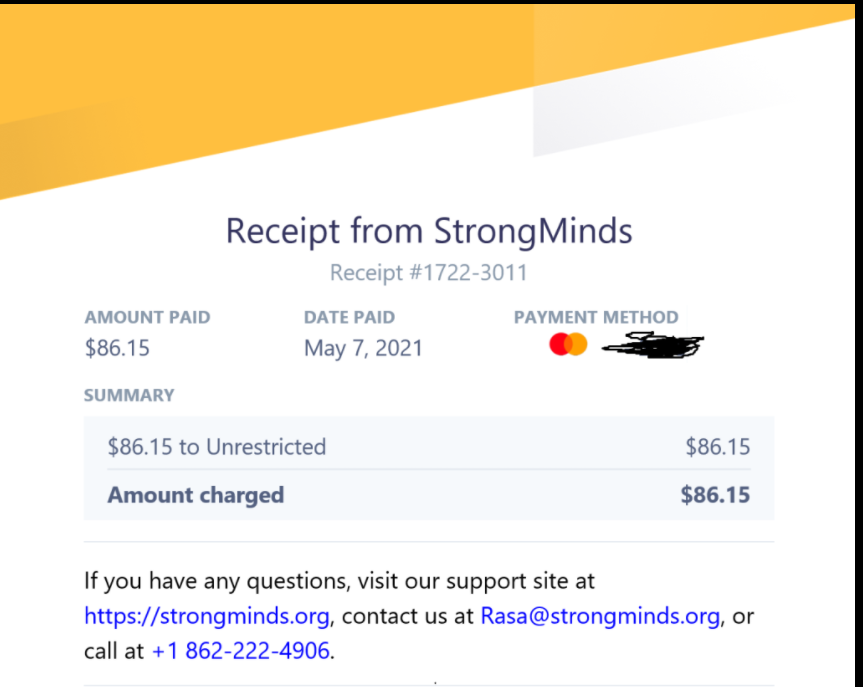 Receipt from StrongMinds
Receipt #1722-3011
AMOUNT PAID DATE PAID PAYMENT METHOD
$86.15 May 7, 2021
SUMMARY
$86.15 to Unrestricted $86.15
Amount charged $86.15
If you have any questions, visit our support site at
https://strongminds.org, contact us at Rasa@strongminds.org, or
call at +1 862-222-4906.